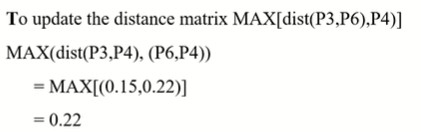 To update the distance matrix MAX[dist(P3,P6),P4)]
MAX(dist(P3,P4), (P6,P4))
= MAX[(0.15,0.22)]
= 0.22